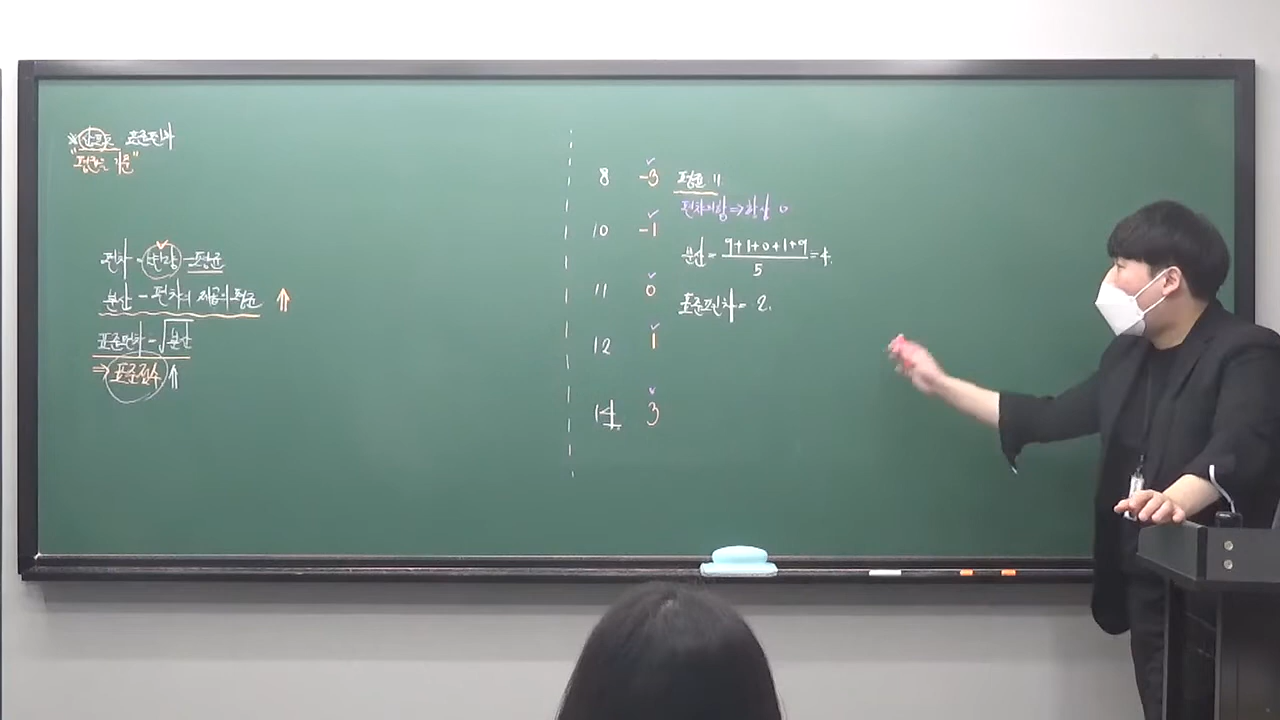 * 산포도 표준편차
"평균을 기준"
편차 = 변량 - 평균
분산 - 편차의 제곱의 평균 ⇑
표준편차 - √분산
⇒ 표준점수 ⇑
8 -3 평균 11
편차의 합 ⇒ 항상 0
10 -1
분산 = (9+1+0+1+9)/5 = 4.
11 0
표준편차 = 2.
12 1
14 3